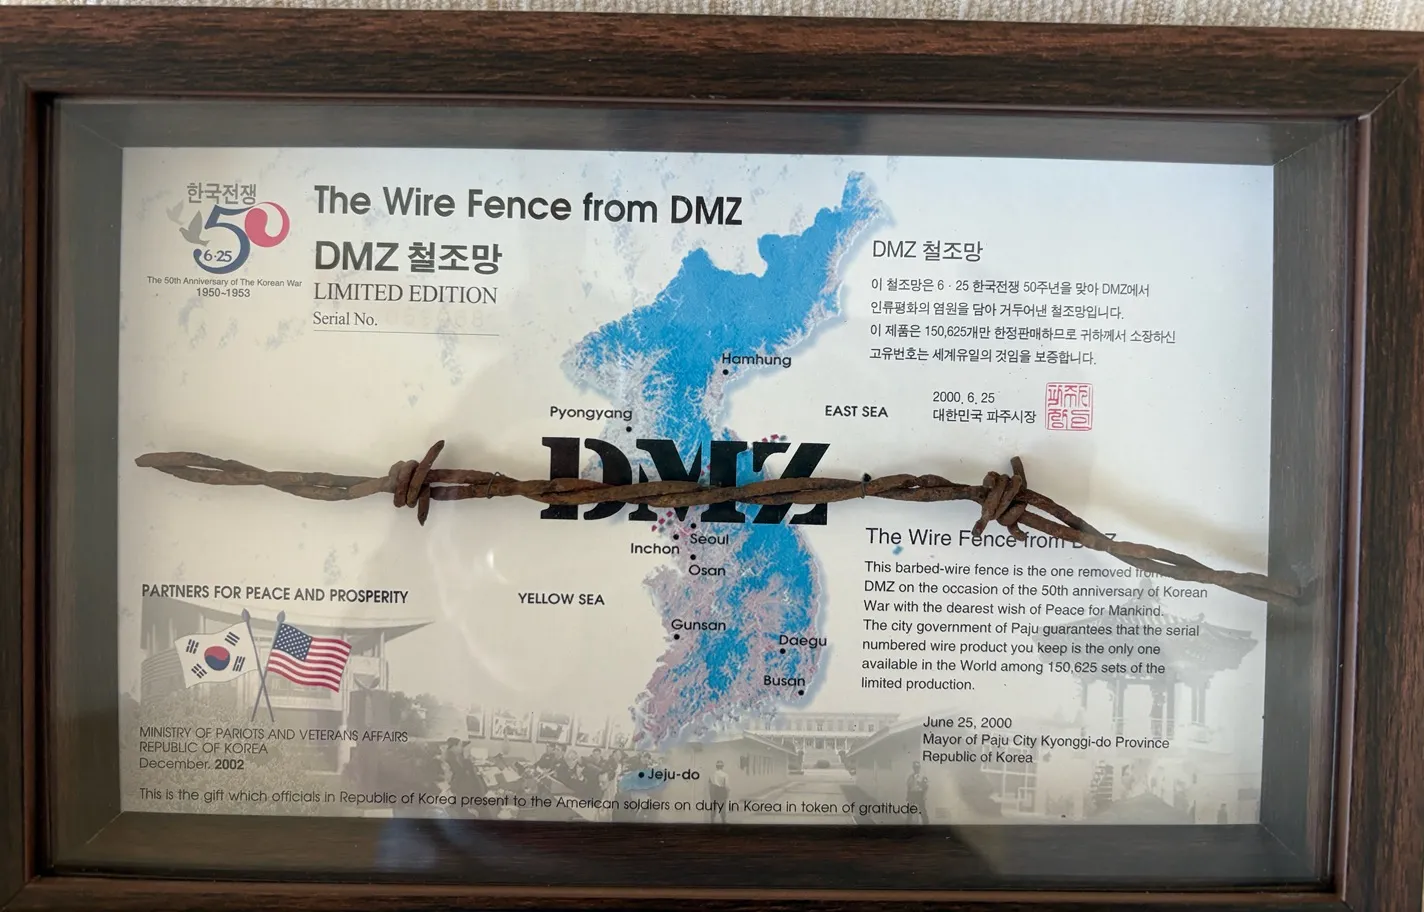 한국전쟁
50
6·25
The 50th Anniversary of The Korean War
1950-1953
The Wire Fence from DMZ
DMZ 철조망
LIMITED EDITION
Serial No.
DMZ 철조망
이 철조망은 6 · 25 한국전쟁 50주년을 맞아 DMZ에서
인류평화의 염원을 담아 거두어낸 철조망입니다.
이 제품은 150,625개만 한정판매하므로 귀하께서 소장하신
고유번호는 세계유일의 것임을 보증합니다.
2000. 6. 25
대한민국 파주시장
Hamhung
Pyongyang
EAST SEA
DMZ
Seoul
Inchon
Osan
YELLOW SEA
Gunsan
Daegu
Busan
Jeju-do
The Wire Fence from DMZ
This barbed-wire fence is the one removed from
DMZ on the occasion of the 50th anniversary of Korean
War with the dearest wish of Peace for Mankind.
The city government of Paju guarantees that the serial
numbered wire product you keep is the only one
available in the World among 150,625 sets of the
limited production.
June 25, 2000
Mayor of Paju City Kyonggi-do Province
Republic of Korea
PARTNERS FOR PEACE AND PROSPERITY
MINISTRY OF PARIOTS AND VETERANS AFFAIRS
REPUBLIC OF KOREA
December. 2002
This is the gift which officials in Republic of Korea present to the American soldiers on duty in Korea in token of gratitude.